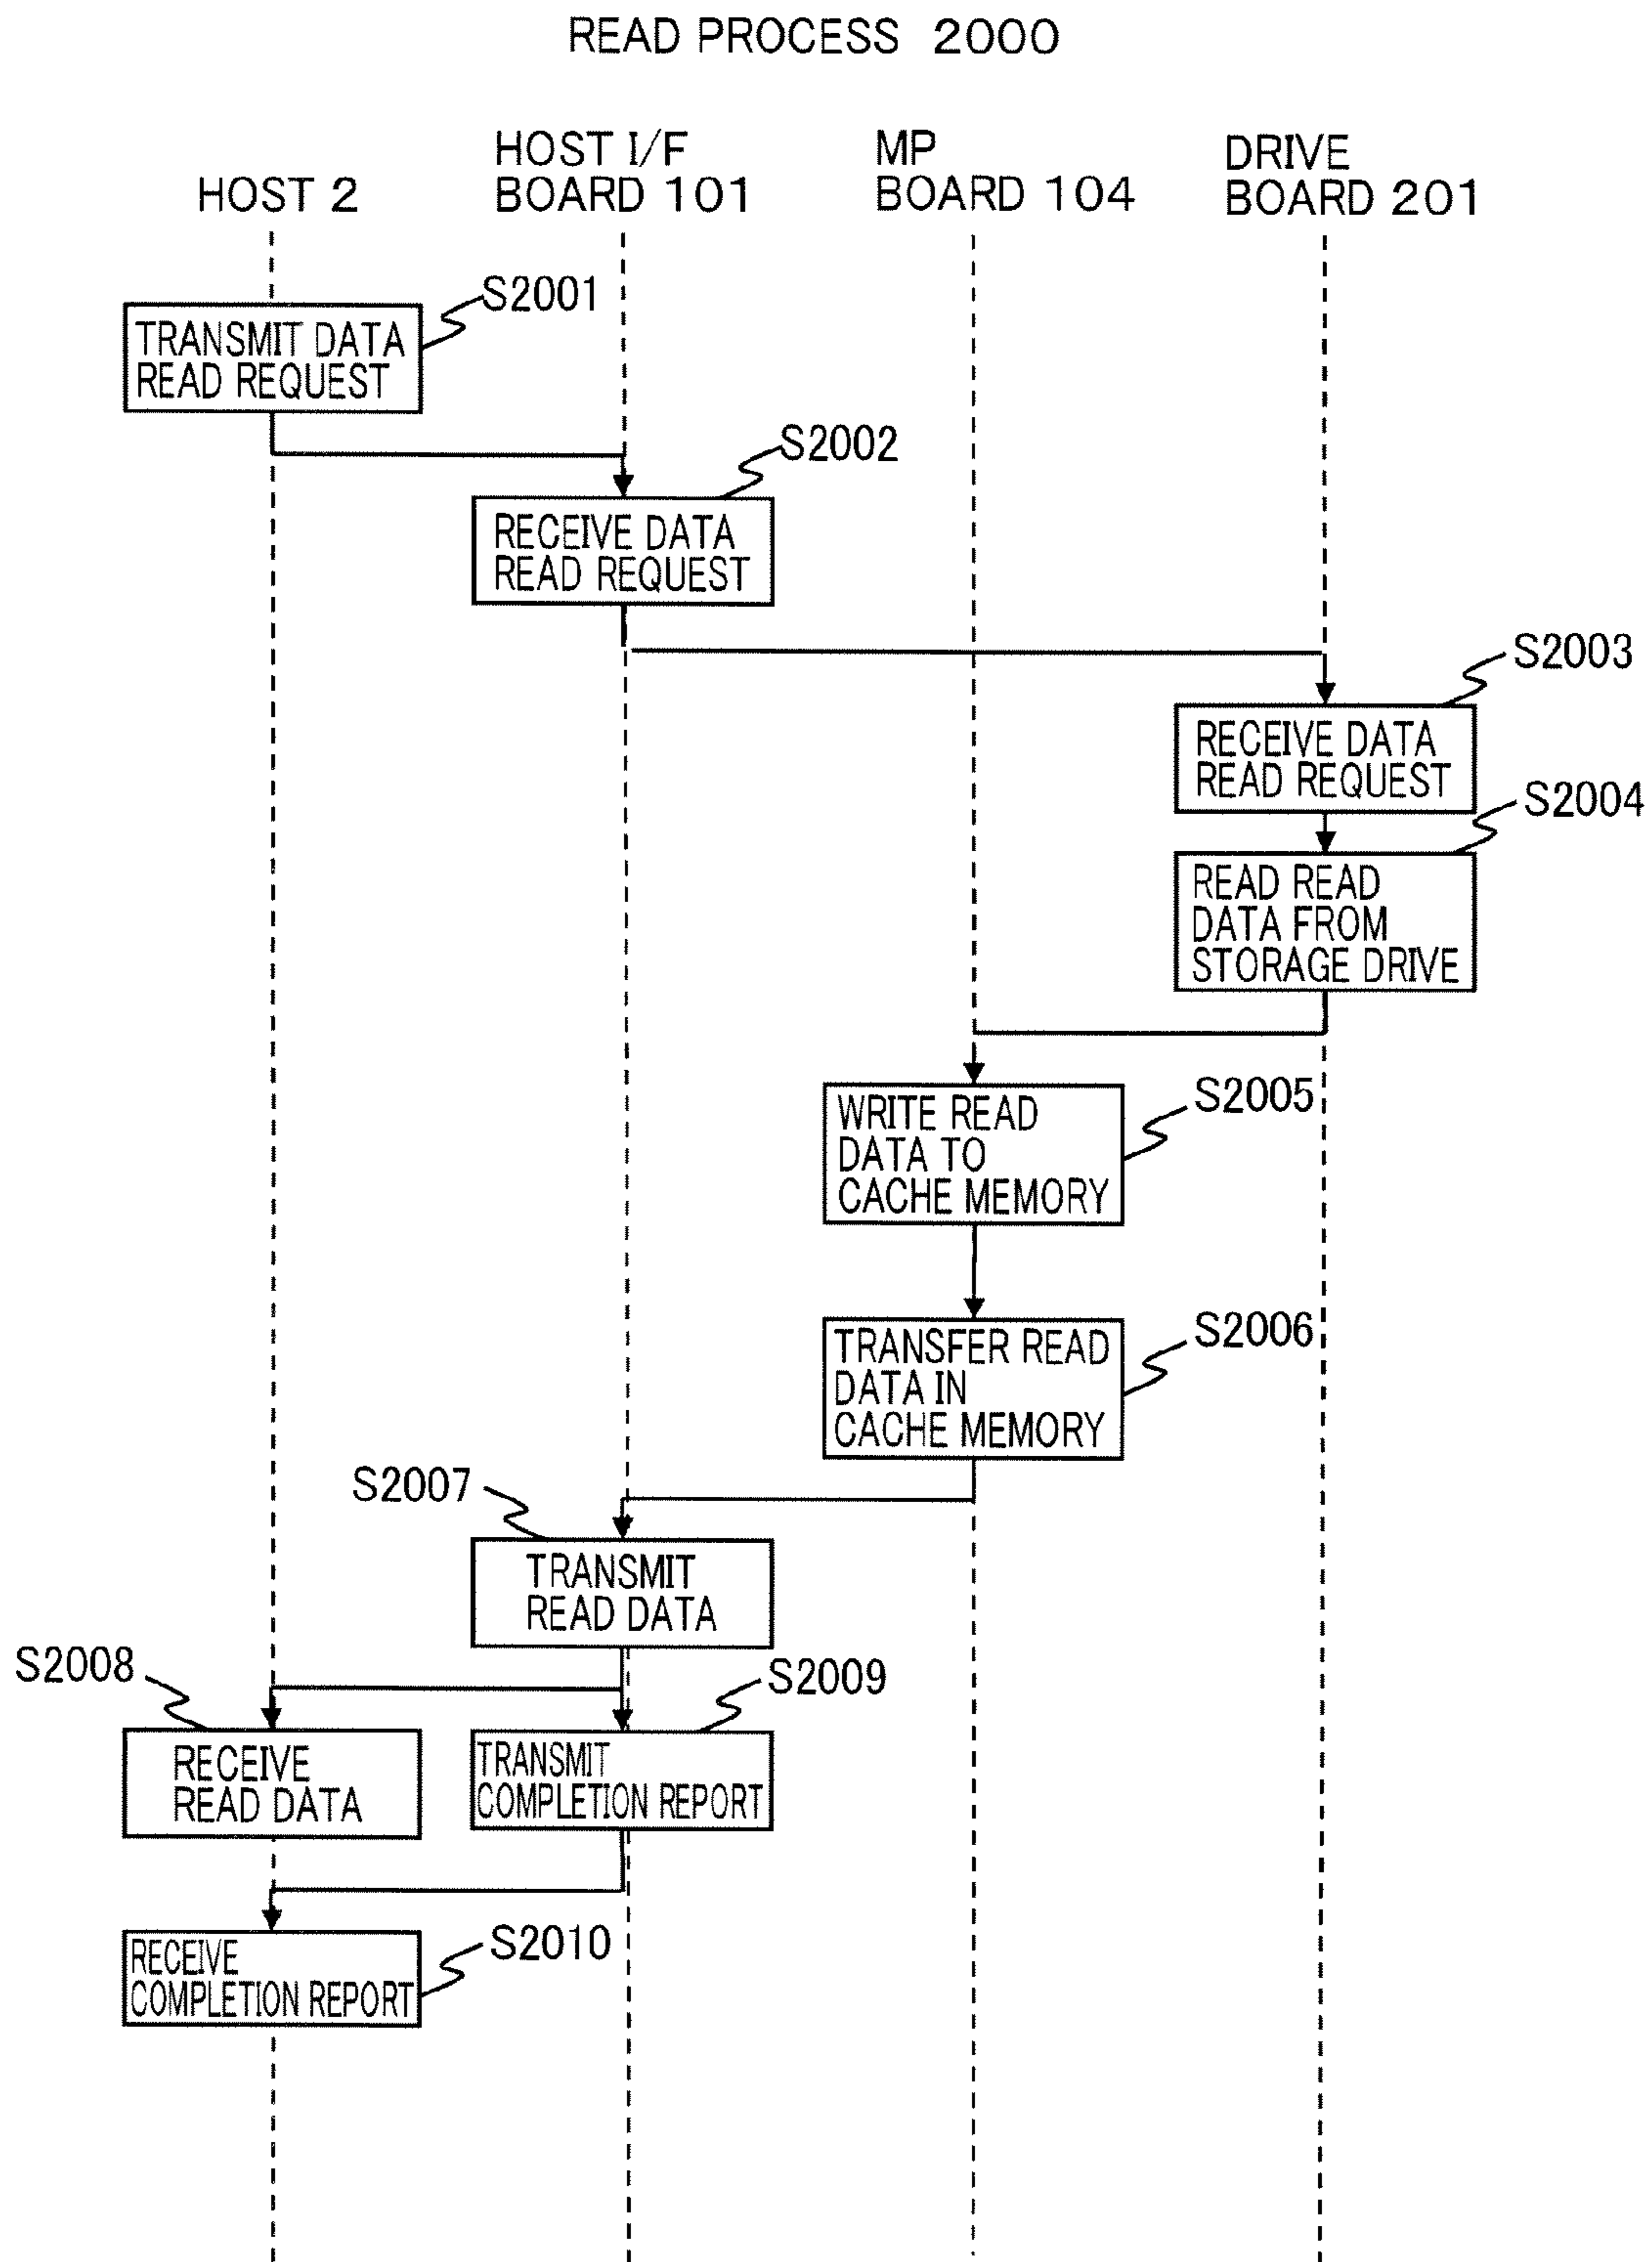 READ PROCESS 2000
HOST 2
HOST I/F
BOARD 101
MP
BOARD 104
DRIVE
BOARD 201
S2001
TRANSMIT DATA
READ REQUEST
S2002
RECEIVE DATA
READ REQUEST
S2003
RECEIVE DATA
READ REQUEST
S2004
READ READ
DATA FROM
STORAGE DRIVE
S2005
WRITE READ
DATA TO
CACHE MEMORY
S2006
TRANSFER READ
DATA IN
CACHE MEMORY
S2007
TRANSMIT
READ DATA
S2008
RECEIVE
READ DATA
S2009
TRANSMIT
COMPLETION REPORT
S2010
RECEIVE
COMPLETION REPORT